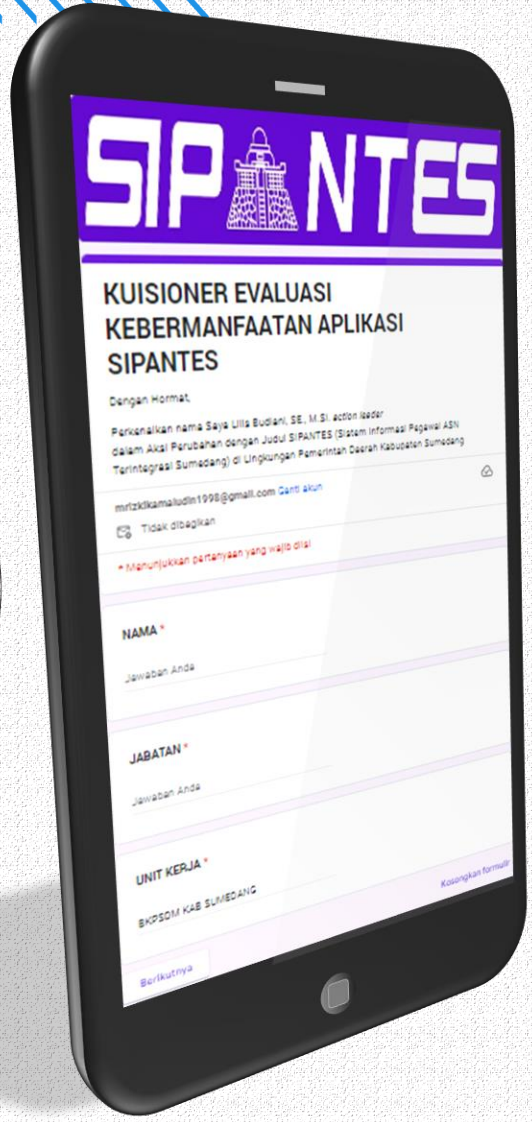 SIPANTES
KUISIONER EVALUASI
KEBERMANFAATAN APLIKASI
SIPANTES
Dengan Hormat,
Perkenalkan nama Saya Lilis Budiani, SE., M.Si. action leader
dalam Aksi Perubahan dengan Judul SIPANTES (Sistem Informasi Pegawai ASN
Terintegrasi Sumedang) di Lingkungan Pemerintah Daerah Kabupaten Sumedang
mrizkikamaludin1998@gmail.com Ganti akun
Tidak dibagikan
* Menunjukkan pertanyaan yang wajib diisi
NAMA *
Jawaban Anda
JABATAN *
Jawaban Anda
UNIT KERJA *
BKPSDM KAB SUMEDANG
Berikutnya
Kosongkan formulir